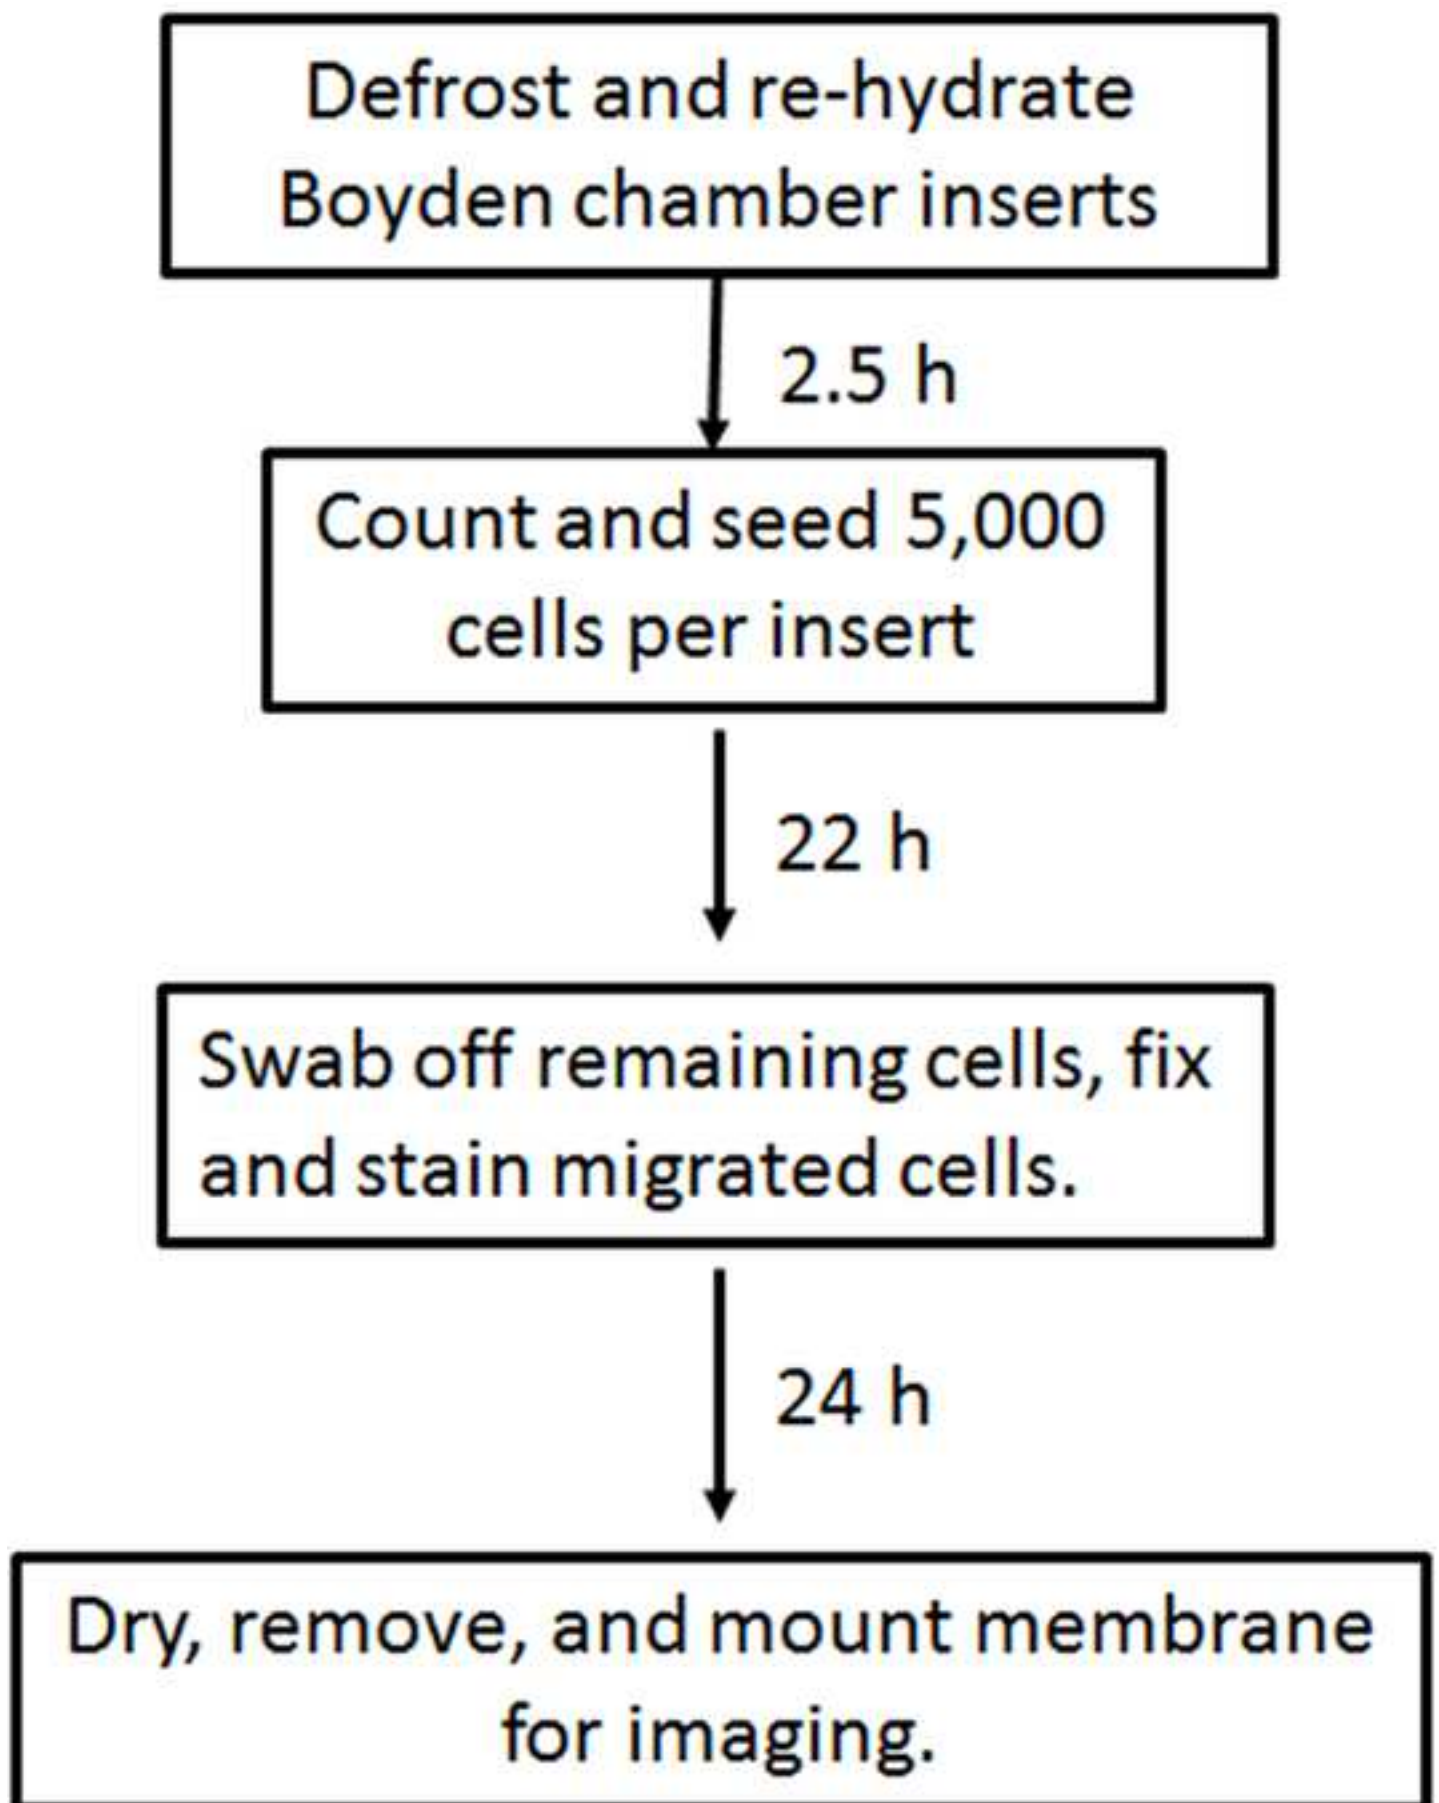 Defrost and re-hydrate
Boyden chamber inserts
2.5 h
Count and seed 5,000
cells per insert
22 h
Swab off remaining cells, fix
and stain migrated cells.
24 h
Dry, remove, and mount membrane
for imaging.